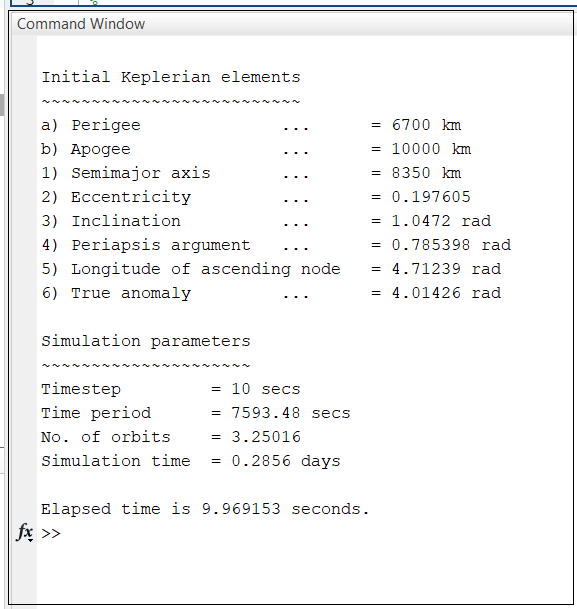 Command Window
Initial Keplerian elements
~~~~~~~~~~~~~~~~~~~~~~~~~~
a) Perigee ... = 6700 km
b) Apogee ... = 10000 km
1) Semimajor axis ... = 8350 km
2) Eccentricity ... = 0.197605
3) Inclination ... = 1.0472 rad
4) Periapsis argument ... = 0.785398 rad
5) Longitude of ascending node = 4.71239 rad
6) True anomaly ... = 4.01426 rad
Simulation parameters
~~~~~~~~~~~~~~~~~~~~~
Timestep = 10 secs
Time period = 7593.48 secs
No. of orbits = 3.25016
Simulation time = 0.2856 days
Elapsed time is 9.969153 seconds.
fx >>